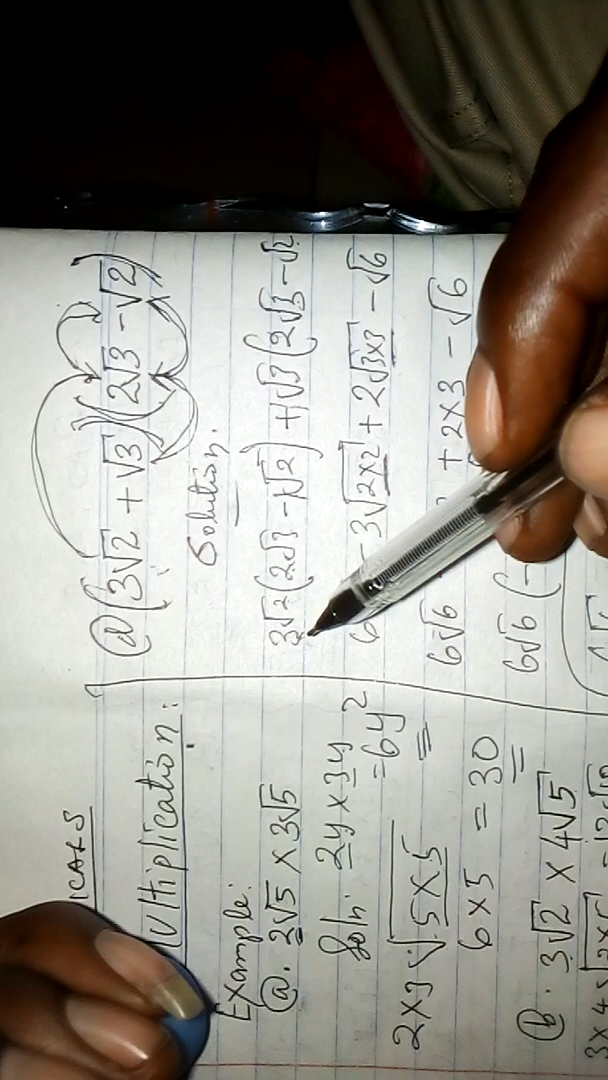 Multiplication:
Example:
(a). 2√5 × 3√5
Soln. 2y × 3y
= 6y²
2×3√5×5
6×5 = 30
(b). 3√2 × 4√5
(d) (3√2 + √3)(2√3 - √2)
Solution.
3√2(2√3 - 1√2) + 1√3(2√3 - √2
- 3√2×2 + 2√3×3 - √6
6√6 + 2×3 - √6
6√6 (-